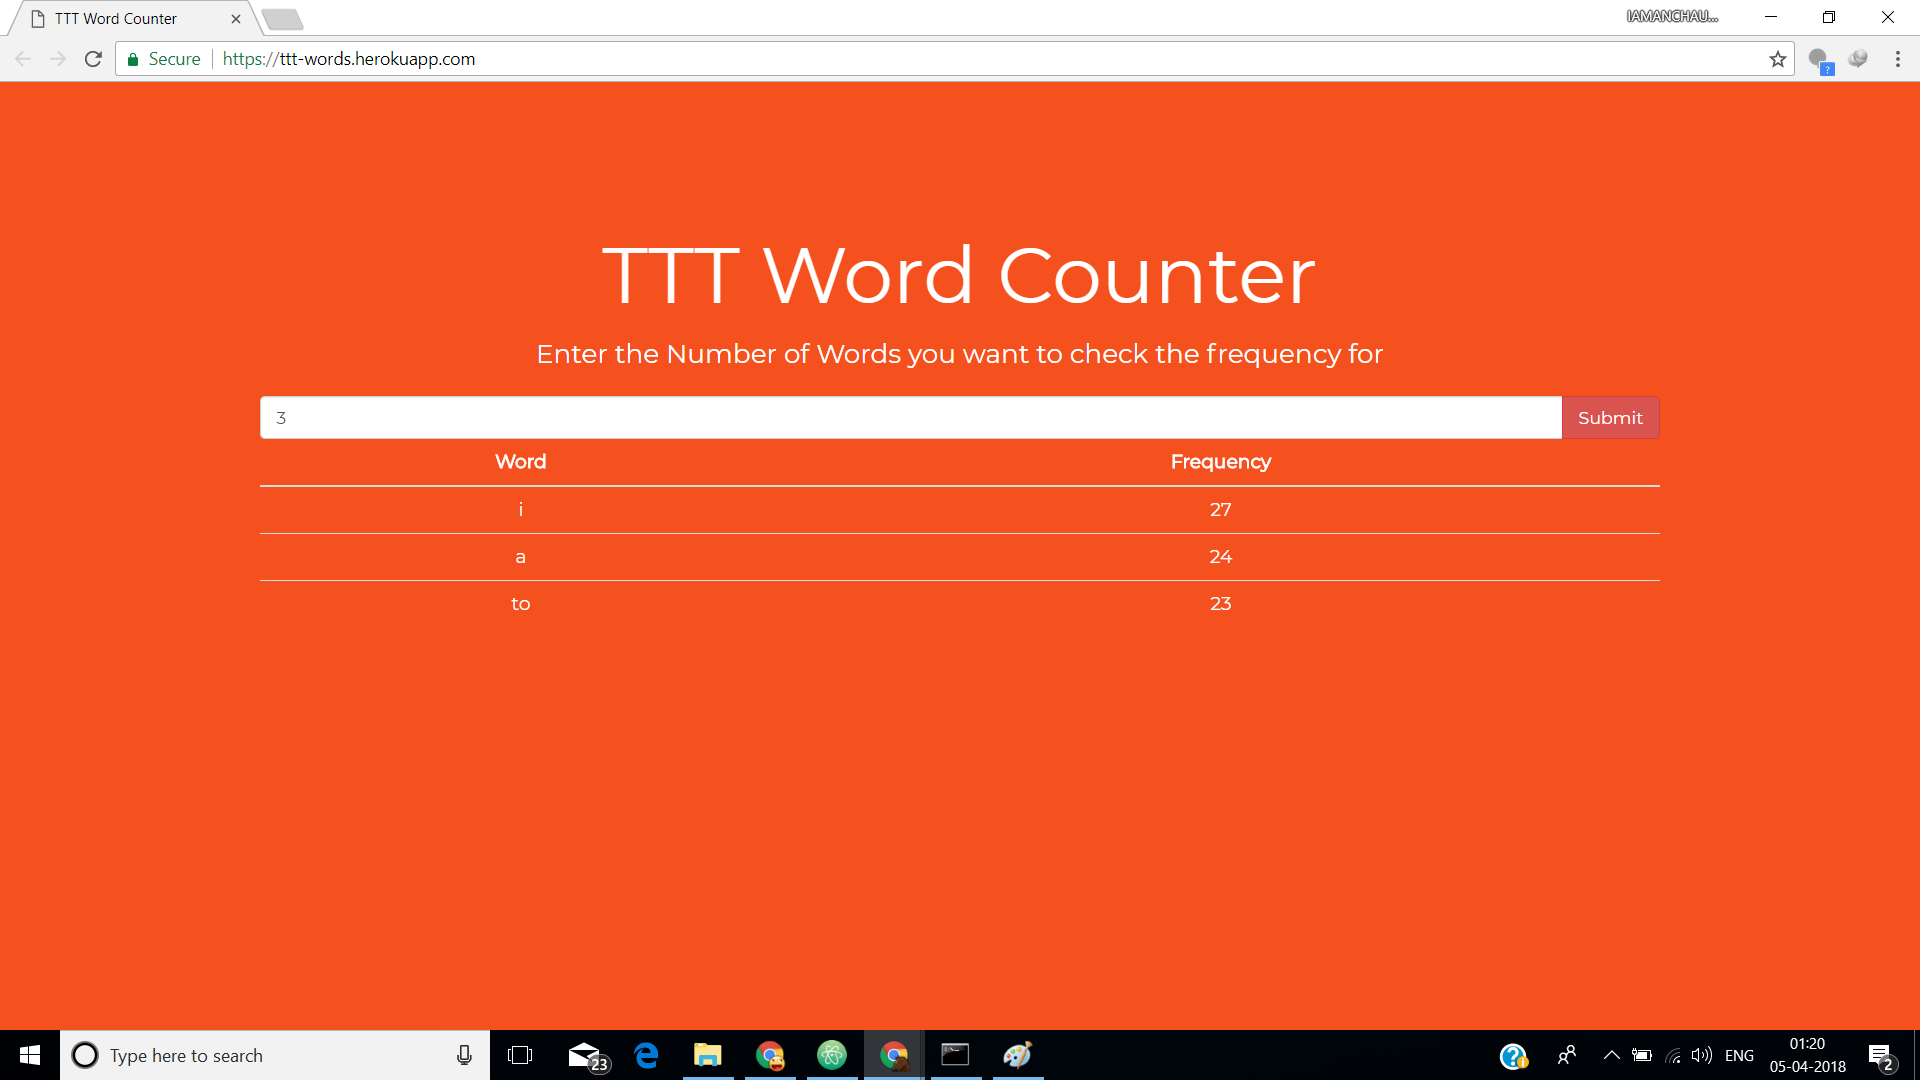 TTT Word Counter
IAMANCHAU...
Secure https://ttt-words.herokuapp.com
?
TTT Word Counter
Enter the Number of Words you want to check the frequency for
3 Submit
Word Frequency
i 27
a 24
to 23
Type here to search
23
?
ENG
01:20
05-04-2018
2